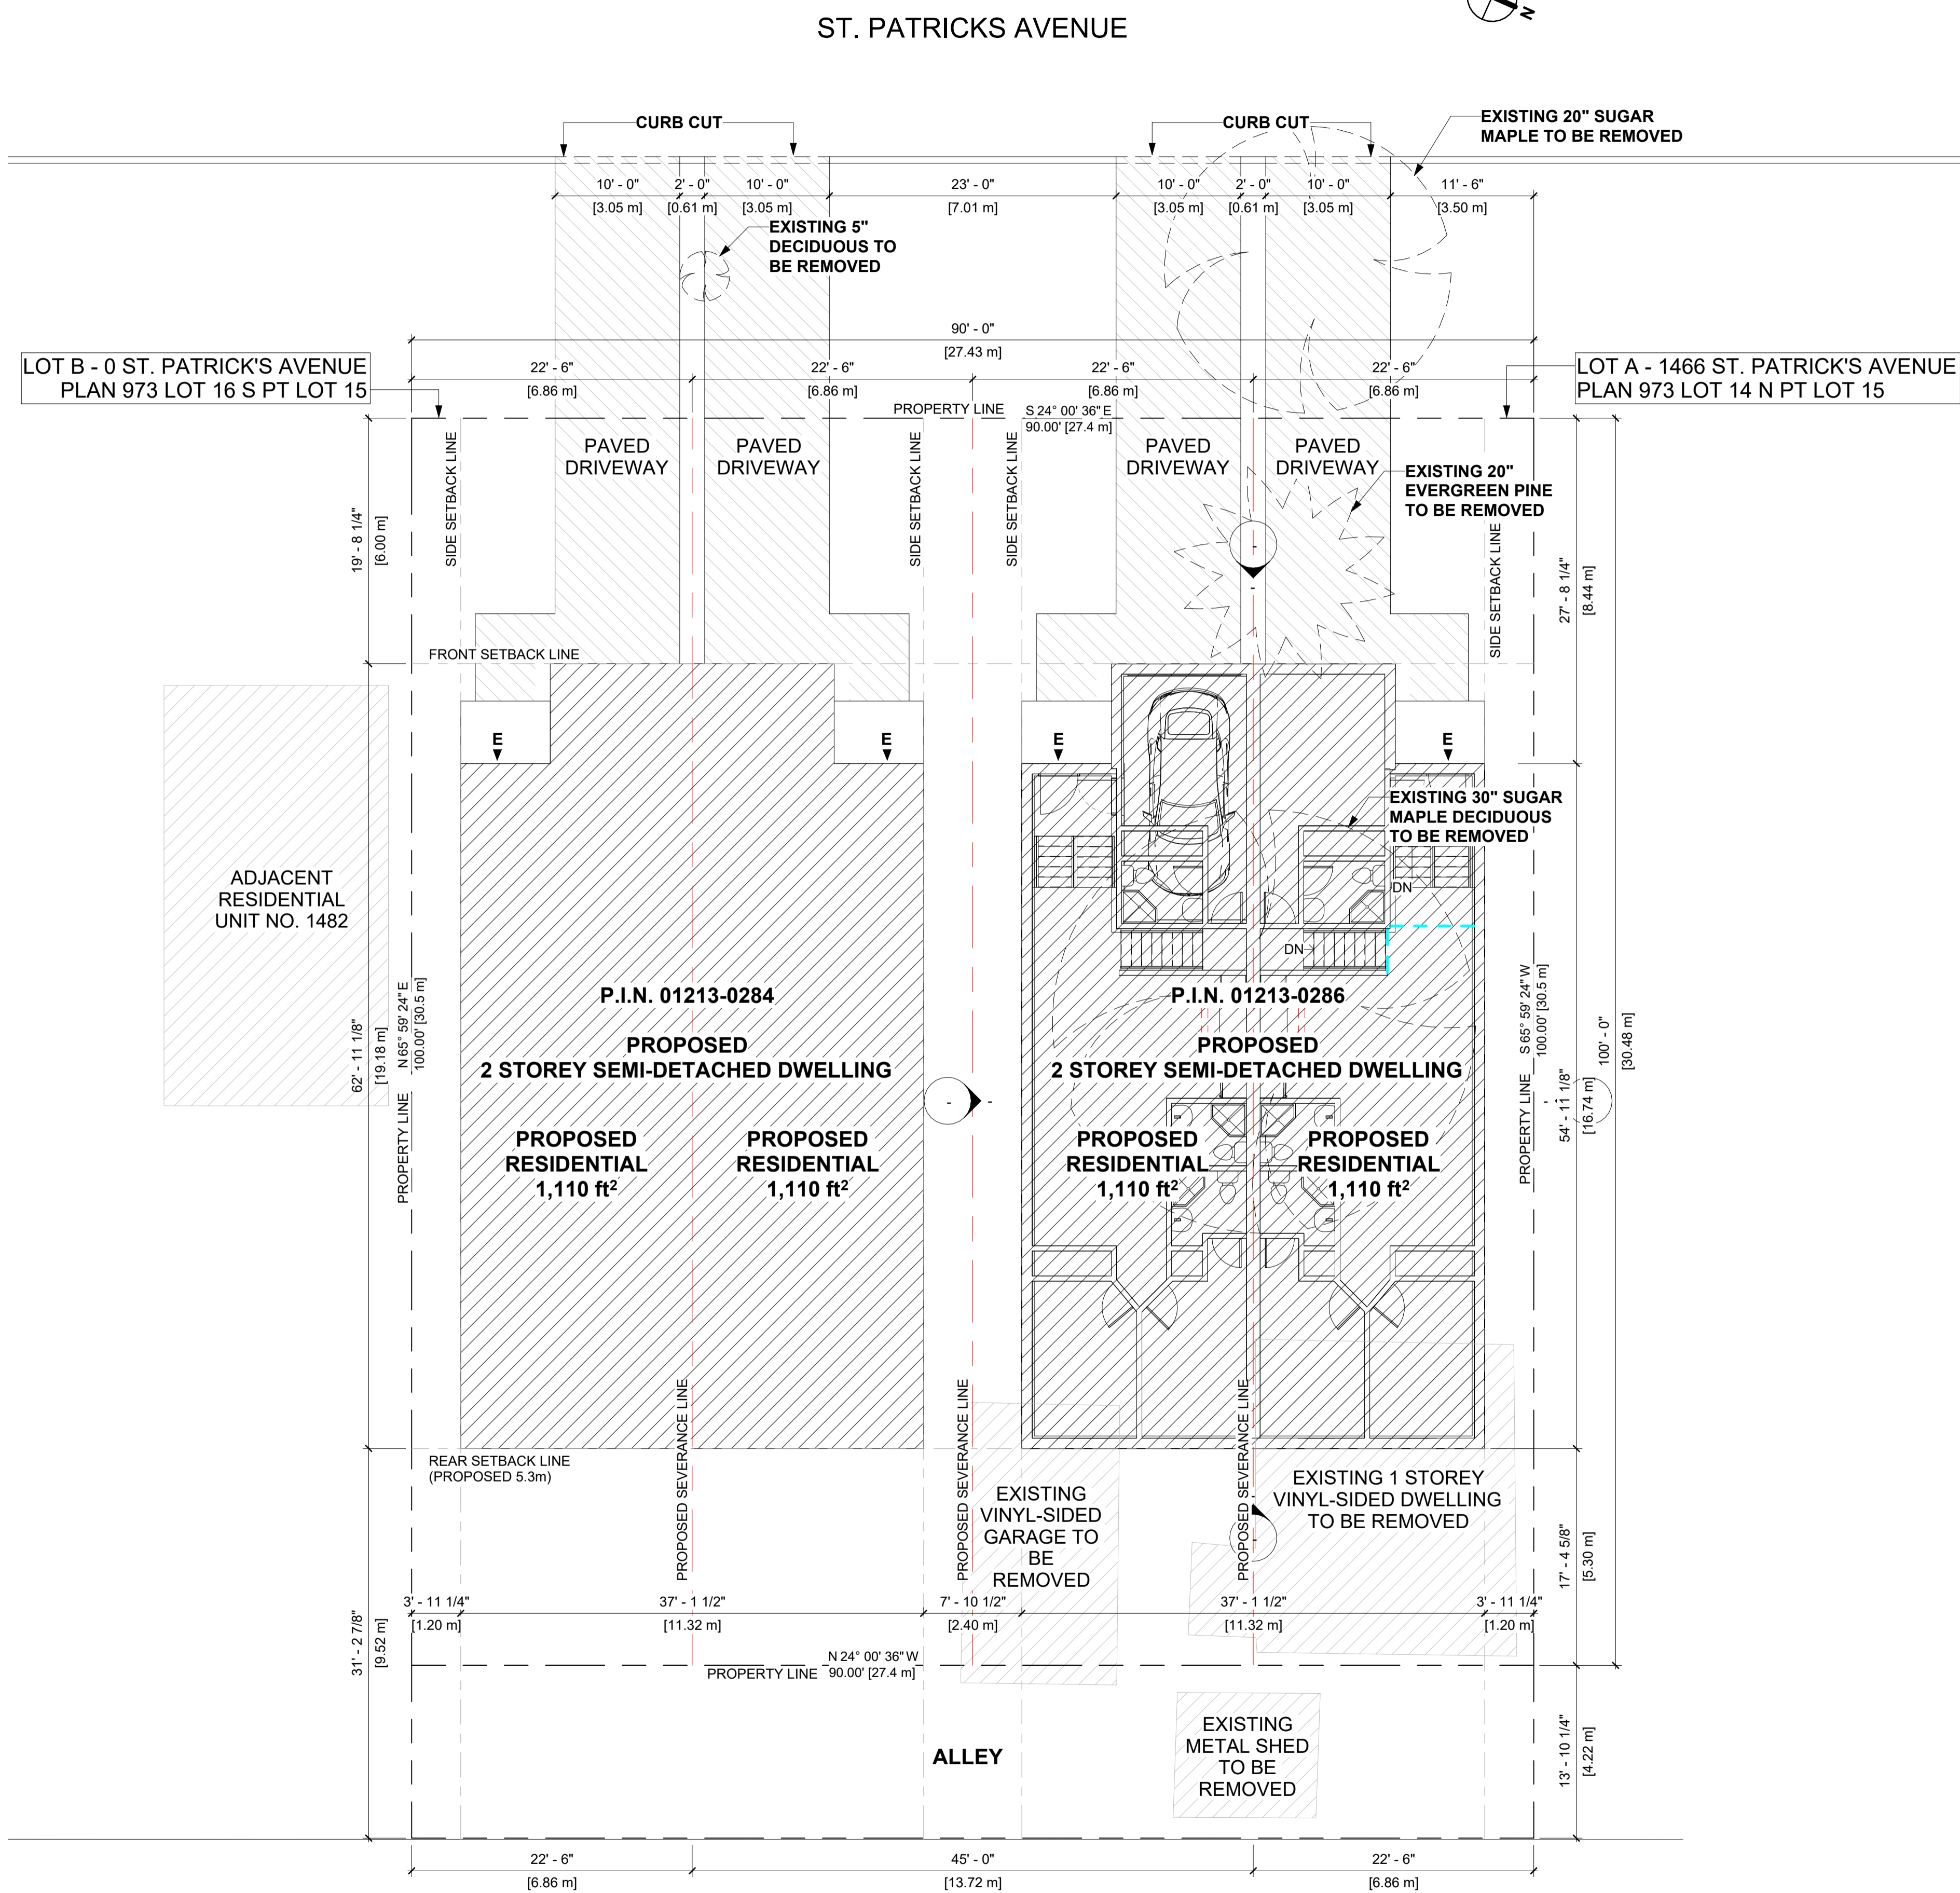 N
ST. PATRICKS AVENUE
CURB CUT
CURB CUT
EXISTING 20" SUGAR
MAPLE TO BE REMOVED
10' - 0"
2' - 0"
10' - 0"
23' - 0"
10' - 0"
2' - 0"
10' - 0"
11' - 6"
[3.05 m]
[0.61 m]
[3.05 m]
[7.01 m]
[3.05 m]
[0.61 m]
[3.05 m]
[3.50 m]
EXISTING 5"
DECIDUOUS TO
BE REMOVED
90' - 0"
[27.43 m]
LOT B - 0 ST. PATRICK'S AVENUE
PLAN 973 LOT 16 S PT LOT 15
22' - 6"
22' - 6"
22' - 6"
22' - 6"
[6.86 m]
[6.86 m]
[6.86 m]
[6.86 m]
LOT A - 1466 ST. PATRICK'S AVENUE
PLAN 973 LOT 14 N PT LOT 15
PROPERTY LINE
S 24° 00' 36" E
90.00' [27.4 m]
SIDE SETBACK LINE
PAVED
DRIVEWAY
PAVED
DRIVEWAY
SIDE SETBACK LINE
SIDE SETBACK LINE
PAVED
DRIVEWAY
PAVED
DRIVEWAY
EXISTING 20"
EVERGREEN PINE
TO BE REMOVED
SIDE SETBACK LINE
19' - 8 1/4"
[6.00 m]
27' - 8 1/4"
[8.44 m]
-
-
FRONT SETBACK LINE
E
E
E
E
EXISTING 30" SUGAR
MAPLE DECIDUOUS
TO BE REMOVED
DN
DN
ADJACENT
RESIDENTIAL
UNIT NO. 1482
62' - 11 1/8"
[19.18 m]
PROPERTY LINE
N 65° 59' 24" E
100.00' [30.5 m]
P.I.N. 01213-0284
PROPOSED
2 STOREY SEMI-DETACHED DWELLING
PROPOSED
RESIDENTIAL
1,110 ft²
PROPOSED
RESIDENTIAL
1,110 ft²
-
-
P.I.N. 01213-0286
PROPOSED
2 STOREY SEMI-DETACHED DWELLING
PROPOSED
RESIDENTIAL
1,110 ft²
PROPOSED
RESIDENTIAL
1,110 ft²
PROPERTY LINE
S 65° 59' 24" W
100.00' [30.5 m]
-
-
54' - 11 1/8"
[16.74 m]
100' - 0"
[30.48 m]
PROPOSED SEVERANCE LINE
PROPOSED SEVERANCE LINE
PROPOSED SEVERANCE LINE
REAR SETBACK LINE
(PROPOSED 5.3m)
EXISTING
VINYL-SIDED
GARAGE TO
BE
REMOVED
EXISTING 1 STOREY
VINYL-SIDED DWELLING
TO BE REMOVED
-
-
17' - 4 5/8"
[5.30 m]
31' - 2 7/8"
[9.52 m]
3' - 11 1/4"
37' - 1 1/2"
7' - 10 1/2"
37' - 1 1/2"
3' - 11 1/4"
[1.20 m]
[11.32 m]
[2.40 m]
[11.32 m]
[1.20 m]
PROPERTY LINE
N 24° 00' 36" W
90.00' [27.4 m]
ALLEY
EXISTING
METAL SHED
TO BE
REMOVED
13' - 10 1/4"
[4.22 m]
22' - 6"
45' - 0"
22' - 6"
[6.86 m]
[13.72 m]
[6.86 m]